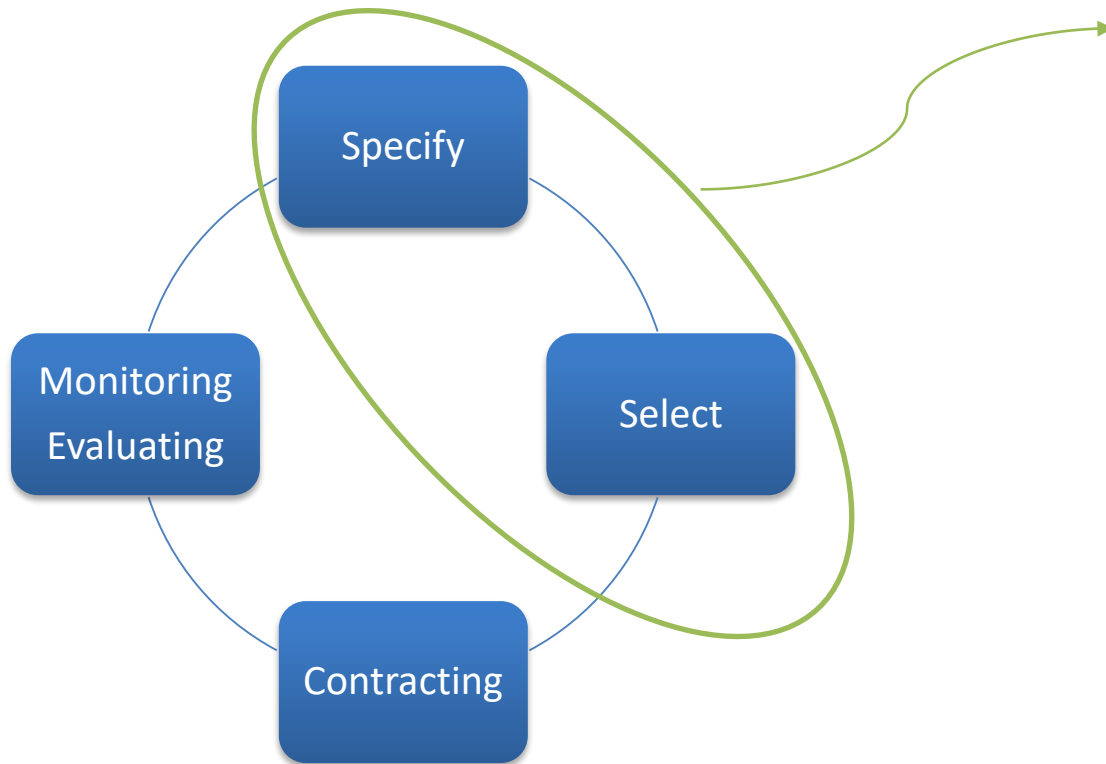 Specify
Monitoring
Evaluating
Select
Contracting